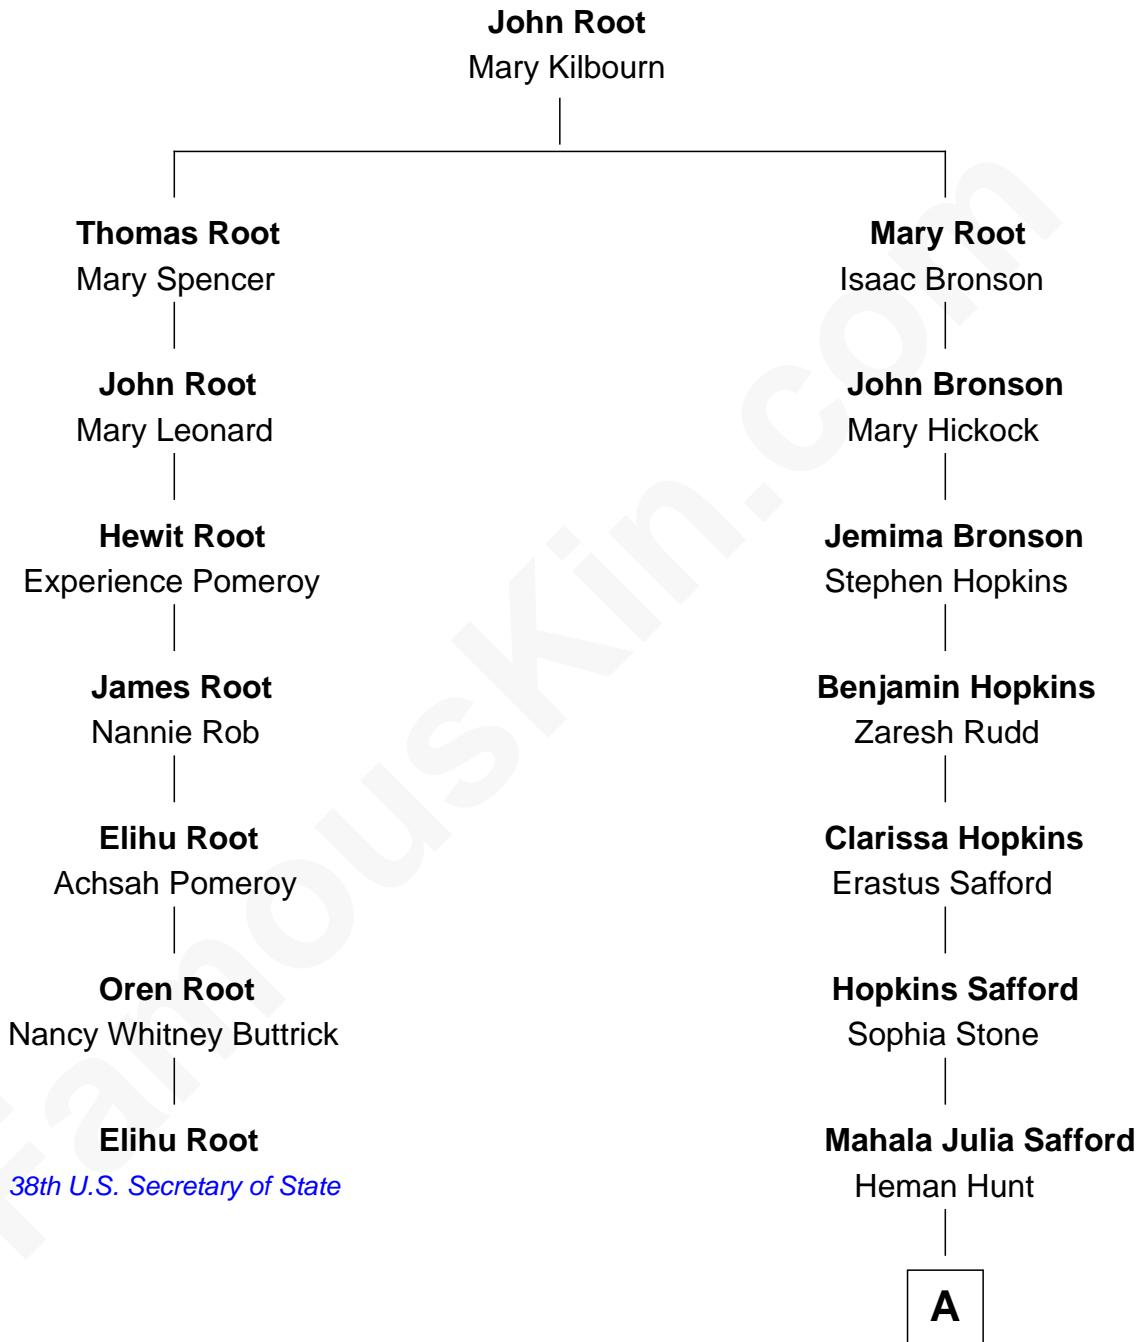 John Root
Mary Kilbourn
Thomas Root
Mary Spencer
Mary Root
Isaac Bronson
John Root
Mary Leonard
John Bronson
Mary Hickock
Hewit Root
Experience Pomeroy
Jemima Bronson
Stephen Hopkins
James Root
Nannie Rob
Benjamin Hopkins
Zaresh Rudd
Elihu Root
Achsah Pomeroy
Clarissa Hopkins
Erastus Safford
Oren Root
Nancy Whitney Buttrick
Hopkins Safford
Sophia Stone
Elihu Root
38th U.S. Secretary of State
Mahala Julia Safford
Heman Hunt
A
FamousKin.com